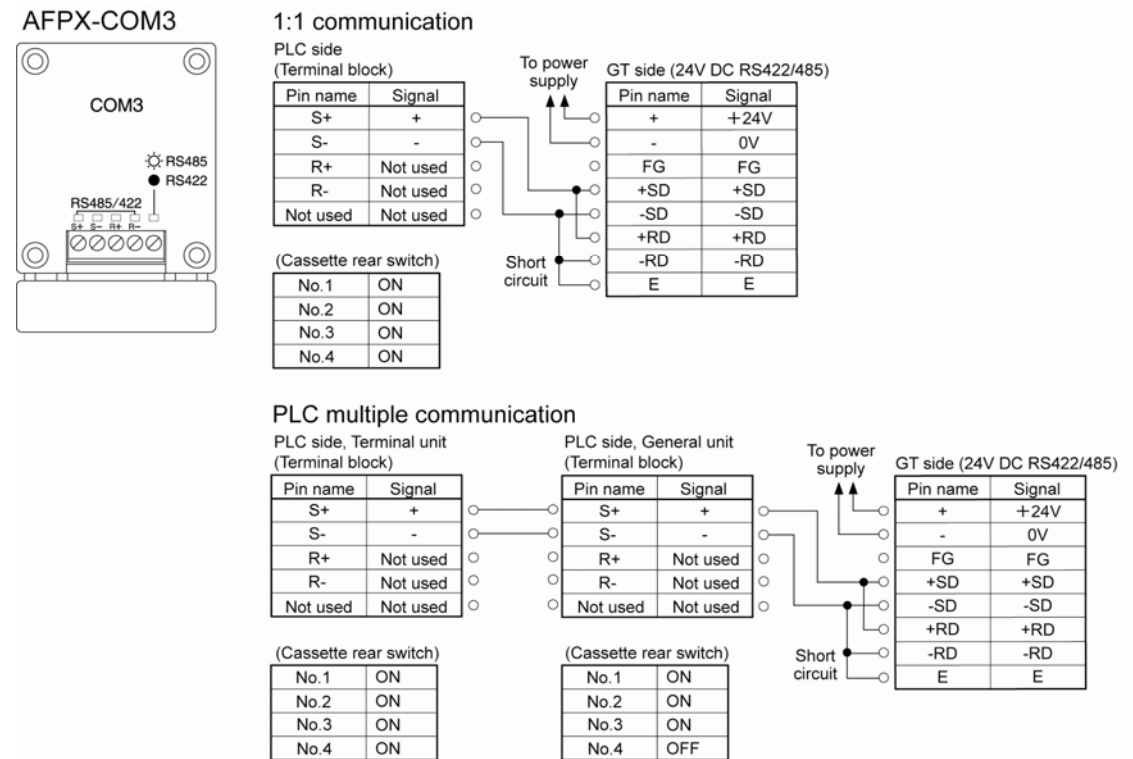 AFPX-COM3
COM3
RS485
RS422
RS485/422
S+ S- R+ R-
1:1 communication
PLC side
(Terminal block)
Pin name Signal
S+ +
S- -
R+ Not used
R- Not used
Not used Not used
(Cassette rear switch)
No.1 ON
No.2 ON
No.3 ON
No.4 ON
To power
supply
Short
circuit
GT side (24V DC RS422/485)
Pin name Signal
+ +24V
- 0V
FG FG
+SD +SD
-SD -SD
+RD +RD
-RD -RD
E E
PLC multiple communication
PLC side, Terminal unit
(Terminal block)
Pin name Signal
S+ +
S- -
R+ Not used
R- Not used
Not used Not used
(Cassette rear switch)
No.1 ON
No.2 ON
No.3 ON
No.4 ON
PLC side, General unit
(Terminal block)
Pin name Signal
S+ +
S- -
R+ Not used
R- Not used
Not used Not used
(Cassette rear switch)
No.1 ON
No.2 ON
No.3 ON
No.4 OFF
To power
supply
Short
circuit
GT side (24V DC RS422/485)
Pin name Signal
+ +24V
- 0V
FG FG
+SD +SD
-SD -SD
+RD +RD
-RD -RD
E E